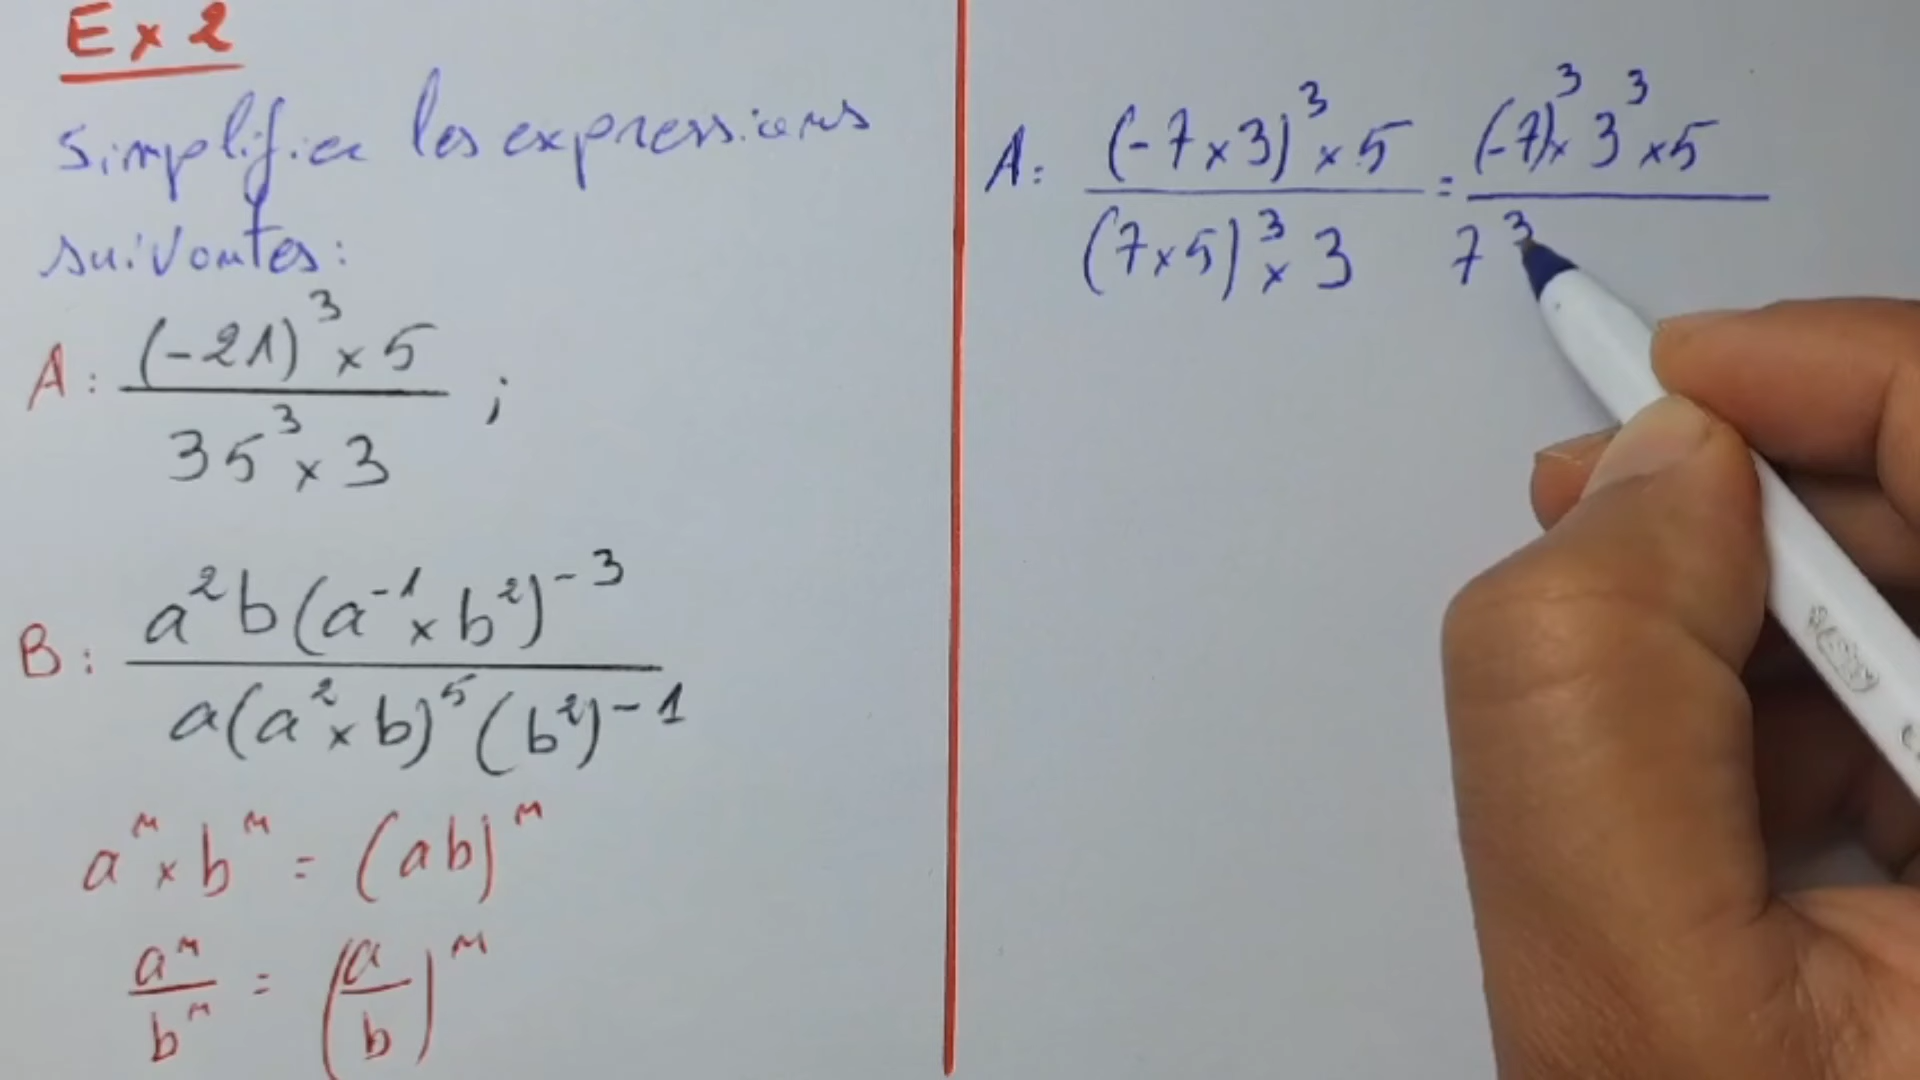 Ex 2
Simplifier les expressions
suivantes:
A: (-21)³ × 5 ;
35³ × 3
B: a²b(a⁻¹ × b²)⁻³
a(a² × b)⁵ (b²)⁻¹
aⁿ × bⁿ = (ab)ⁿ
aⁿ/bⁿ = (a/b)ⁿ
A: (-7×3)³ × 5 = (-7)³ × 3³ × 5
(7×5)³ × 3 7³